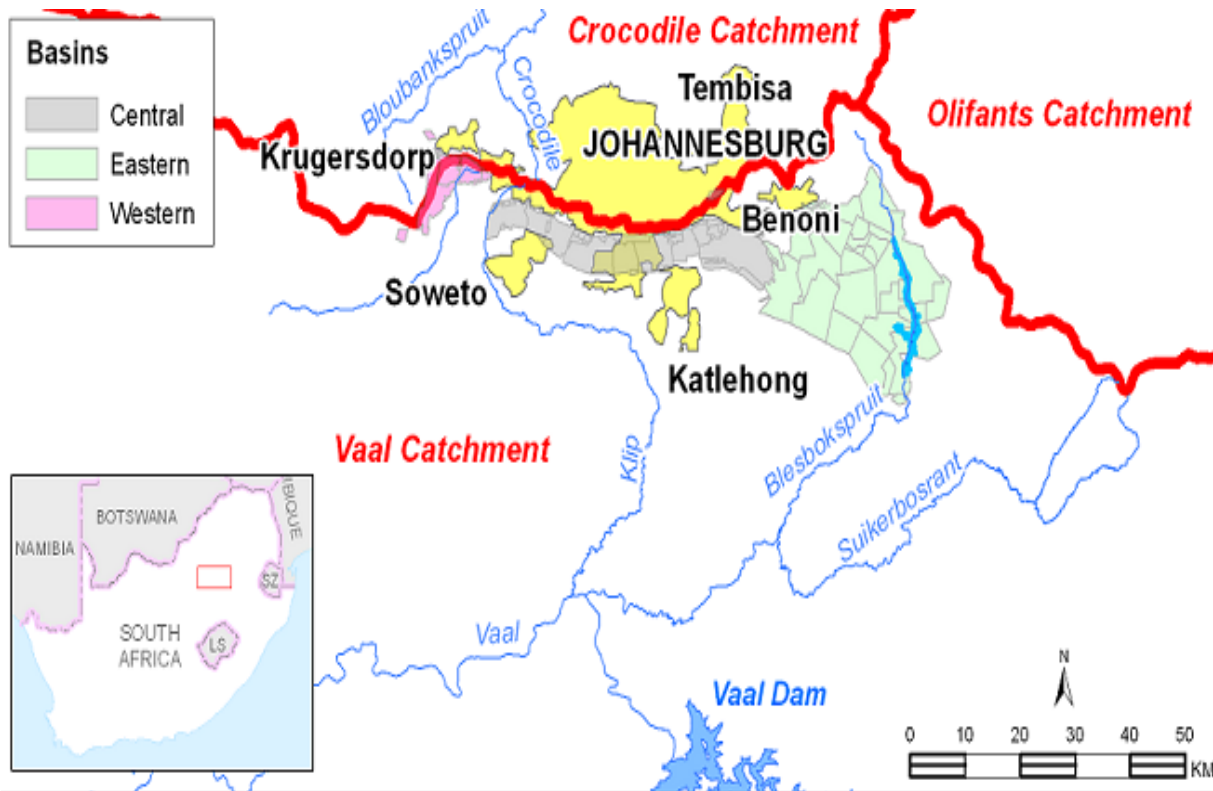 Basins
Central
Eastern
Western
Crocodile Catchment
Bloubankspruit
Crocodile
Tembisa
Olifants Catchment
JOHANNESBURG
Krugersdorp
Benoni
Soweto
Katlehong
Vaal Catchment
Klip
Blesbokspruit
Suikerbosrant
Vaal
Vaal Dam
NAMIBIA
BOTSWANA
IBIQUE
SZ
SOUTH
AFRICA
LS
N
0 10 20 30 40 50
KM